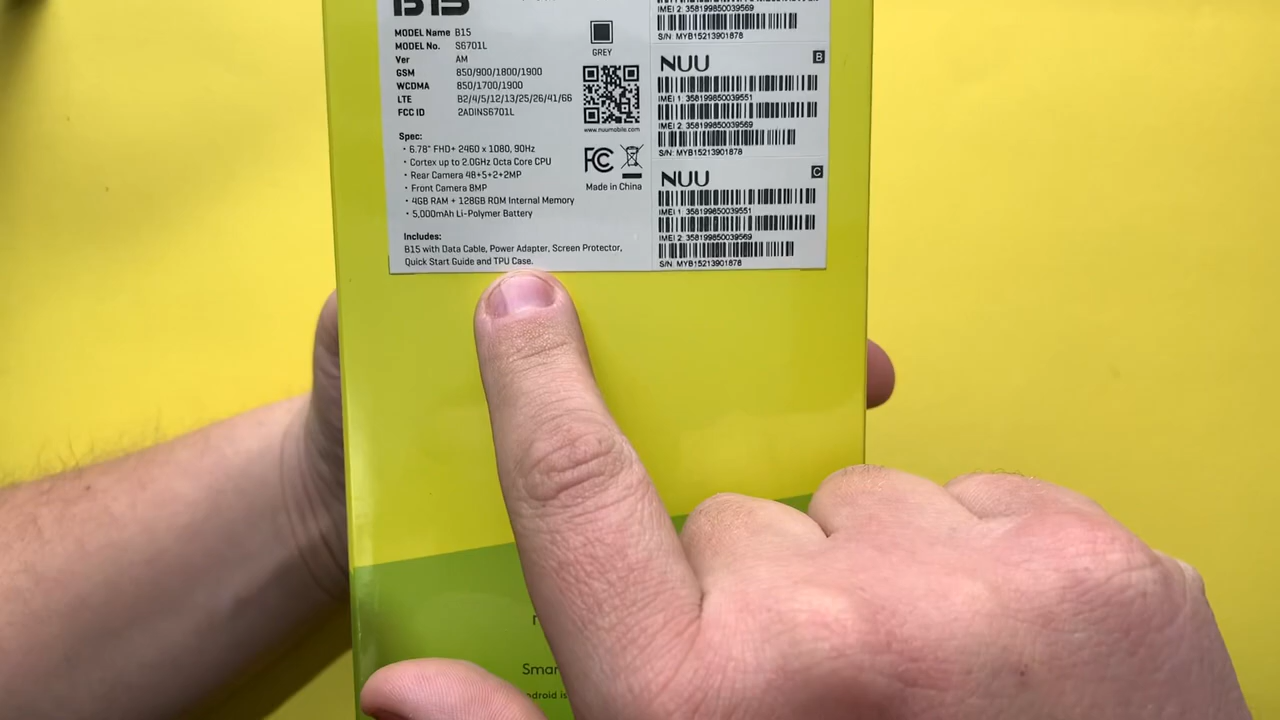 B15
MODEL Name B15
MODEL No. S6701L
Ver AM
GSM 850/900/1800/1900
WCDMA 850/1700/1900
LTE B2/4/5/12/13/25/26/41/66
FCC ID 2ADINS6701L
GREY
www.nuumobile.com
Spec:
• 6.78" FHD+ 2460 x 1080, 90Hz
• Cortex up to 2.0GHz Octa Core CPU
• Rear Camera 48+5+2+2MP
• Front Camera 8MP
• 4GB RAM + 128GB ROM Internal Memory
• 5,000mAh Li-Polymer Battery
FC
Made in China
Includes:
B15 with Data Cable, Power Adapter, Screen Protector,
Quick Start Guide and TPU Case.
IMEI 2: 358199850039569
S/N: MYB15213901878
NUU B
IMEI 1: 358199850039551
IMEI 2: 358199850039569
S/N: MYB15213901878
NUU C
IMEI 1: 358199850039551
IMEI 2: 358199850039569
S/N: MYB15213901878
Smar
droid is